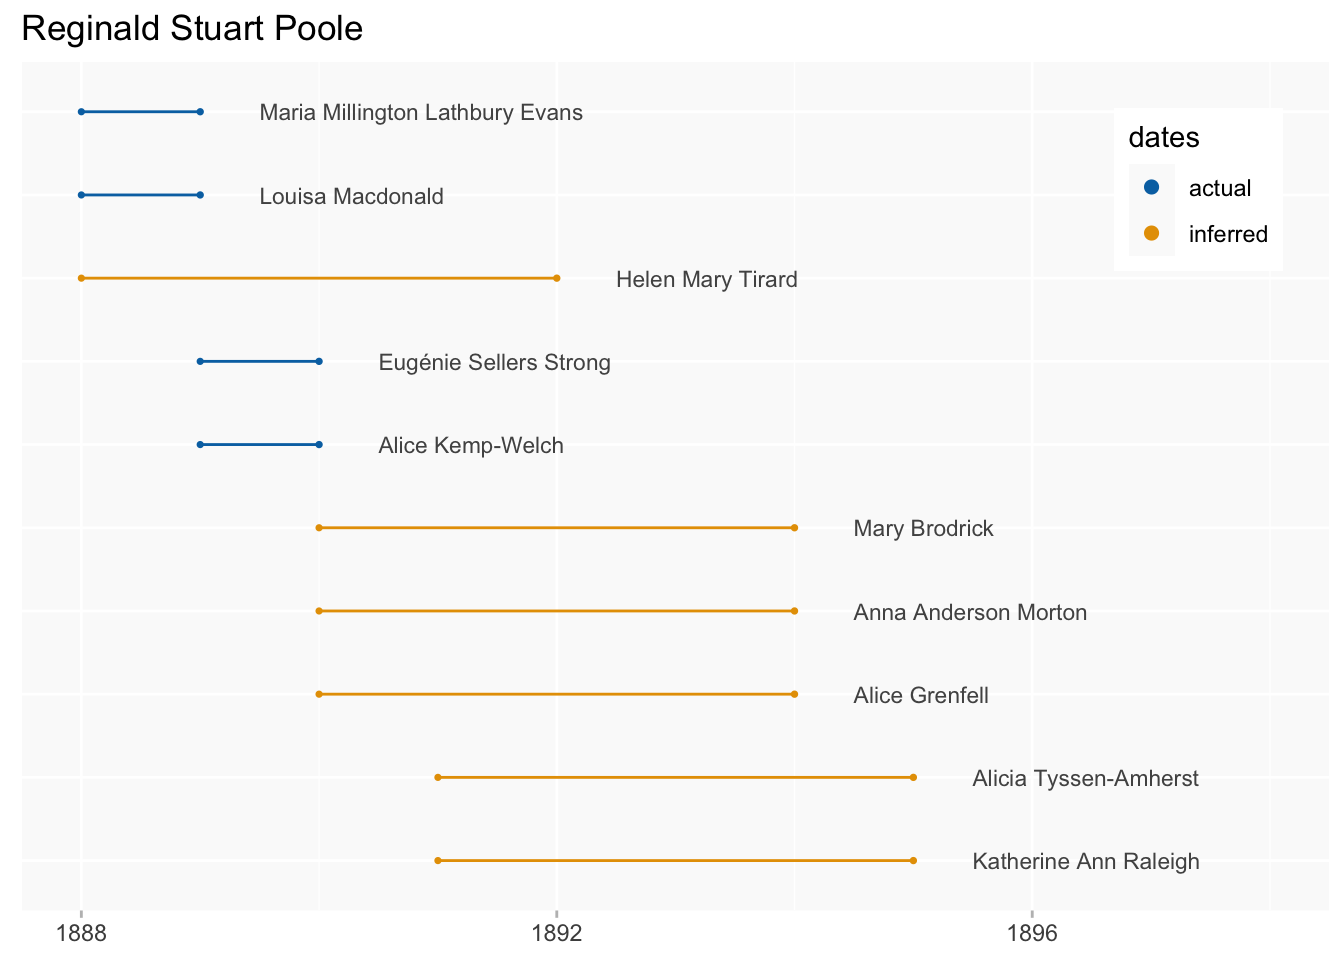 Reginald Stuart Poole
Maria Millington Lathbury Evans
dates
actual
Louisa Macdonald
inferred
Helen Mary Tirard
Eugénie Sellers Strong
Alice Kemp-Welch
Mary Brodrick
Anna Anderson Morton
Alice Grenfell
Alicia Tyssen-Amherst
Katherine Ann Raleigh
1888 1892 1896